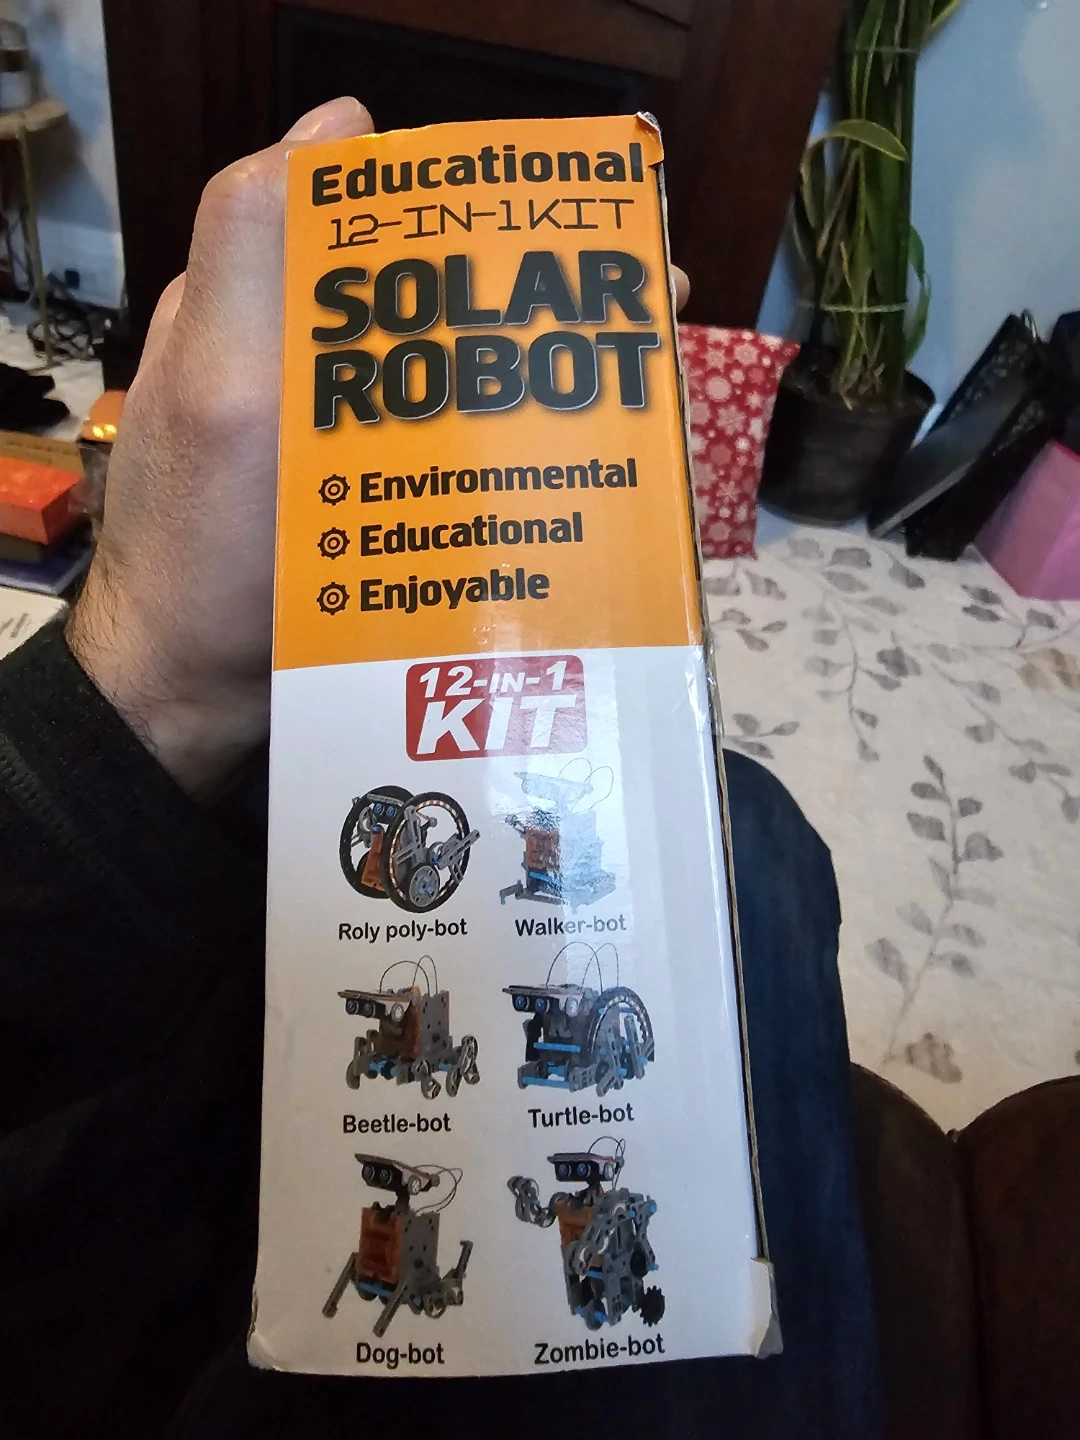 Educational
12-IN-1 KIT
SOLAR
ROBOT
Environmental
Educational
Enjoyable
12-IN-1
KIT
Roly poly-bot Walker-bot
Beetle-bot Turtle-bot
Dog-bot Zombie-bot